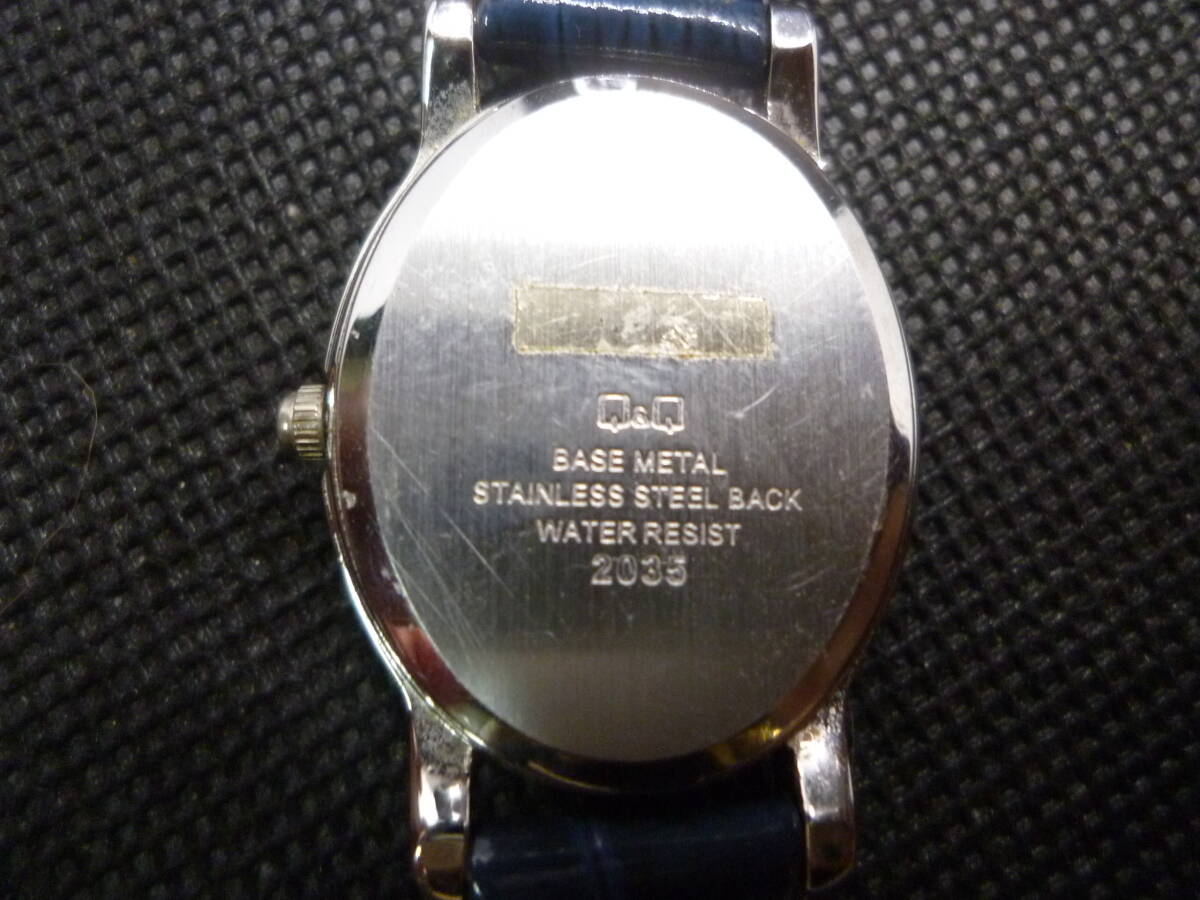 Q&Q
BASE METAL
STAINLESS STEEL BACK
WATER RESIST
2035